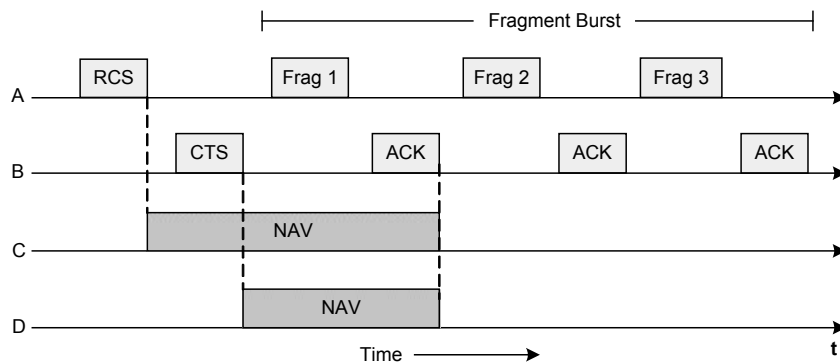 Fragment Burst
RCS
Frag 1
Frag 2
Frag 3
A
CTS
ACK
ACK
ACK
B
NAV
C
NAV
D
Time
t